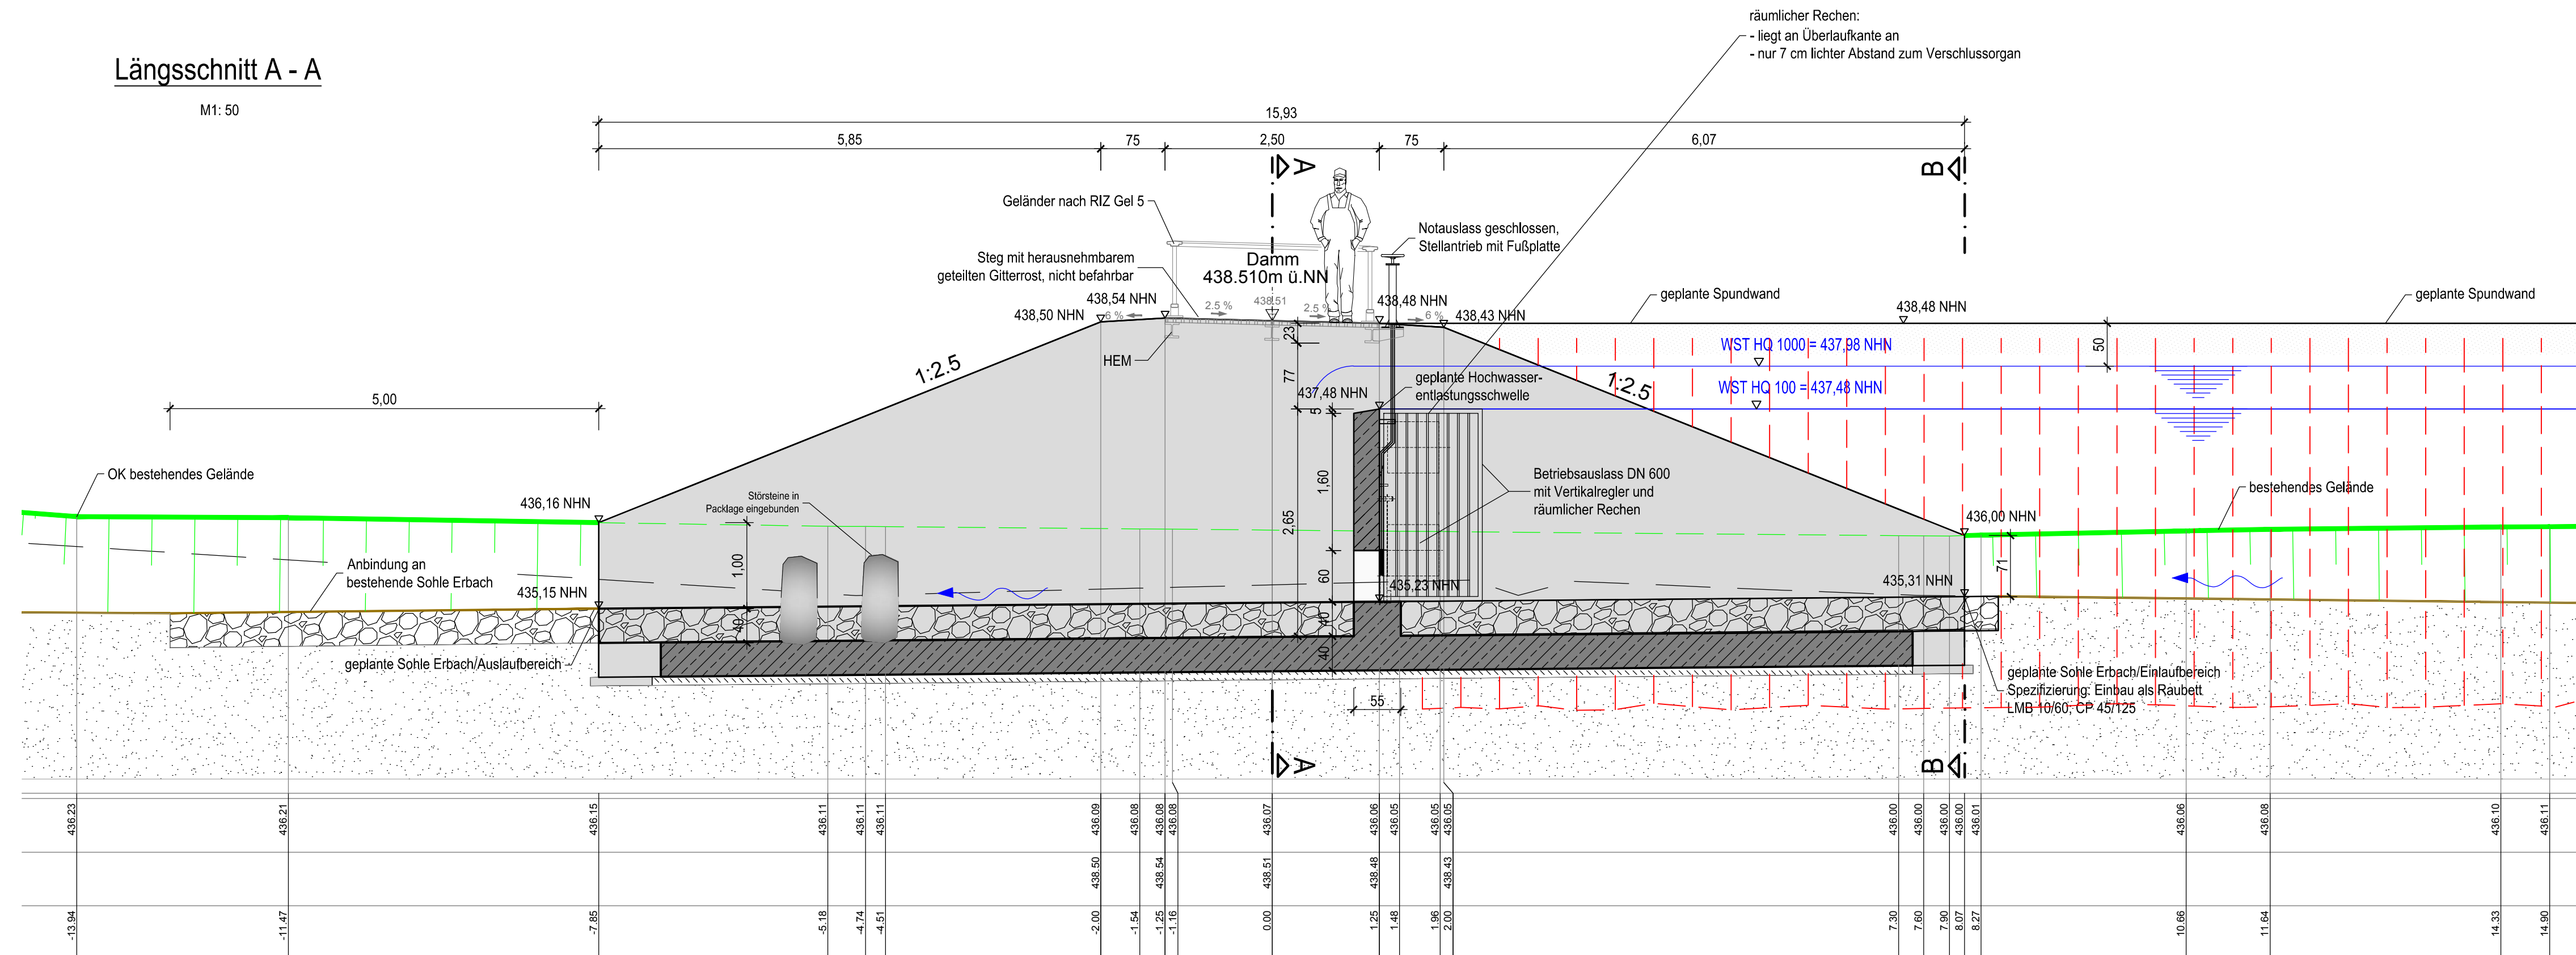 räumlicher Rechen:
- liegt an Überlaufkante an
- nur 7 cm lichter Abstand zum Verschlussorgan
Längsschnitt A - A
M1: 50
15,93
5,85
75
2,50
75
6,07
A
B
Geländer nach RIZ Gel 5
Notauslass geschlossen,
Stellantrieb mit Fußplatte
Steg mit herausnehmbarem
geteilten Gitterrost, nicht befahrbar
Damm
438.510m ü.NN
438,50 NHN
438,54 NHN
6 %
2.5 %
438.51
2.5 %
438,48 NHN
6 %
438,43 NHN
geplante Spundwand
438,48 NHN
geplante Spundwand
HEM
23
77
50
WST HQ 1000 = 437,98 NHN
WST HQ 100 = 437,48 NHN
1:2.5
1:2.5
437,48 NHN
geplante Hochwasser-
entlastungsschwelle
5
5,00
OK bestehendes Gelände
436,16 NHN
Störsteine in
Packlage eingebunden
1,60
2,65
Betriebsauslass DN 600
mit Vertikalregler und
räumlicher Rechen
bestehendes Gelände
436,00 NHN
Anbindung an
bestehende Sohle Erbach
1,00
60
71
435,15 NHN
435,23 NHN
435,31 NHN
40
40
40
geplante Sohle Erbach/Auslaufbereich
geplante Sohle Erbach/Einlaufbereich
Spezifizierung: Einbau als Raubett
LMB 10/60, CP 45/125
55
A
B
436.23
436.21
436.15
436.11
436.11
436.11
436.09
436.08
436.08
436.08
436.07
436.06
436.05
436.05
436.05
436.00
436.00
436.00
436.00
436.01
436.06
436.08
436.10
436.11
438.50
438.54
438.51
438.48
438.43
-13.94
-11.47
-7.85
-5.18
-4.74
-4.51
-2.00
-1.54
-1.25
-1.16
0.00
1.25
1.48
1.96
2.00
7.30
7.60
7.90
8.07
8.27
10.66
11.64
14.33
14.90